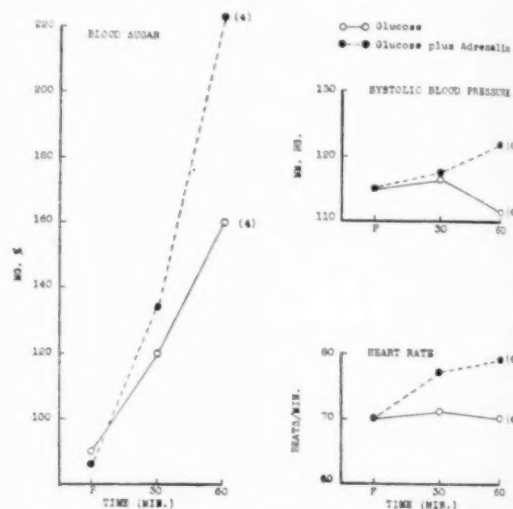 BLOOD SUGAR
220
200
180
160
140
120
100
MG. %
(4)
(4)
F 30 60
TIME (MIN.)
Glucose
Glucose plus Adrenalin
SYSTOLIC BLOOD PRESSURE
130
120
110
MM. HG.
F 30 60
HEART RATE
80
70
60
BEATS/MIN.
F 30 60
TIME (MIN.)